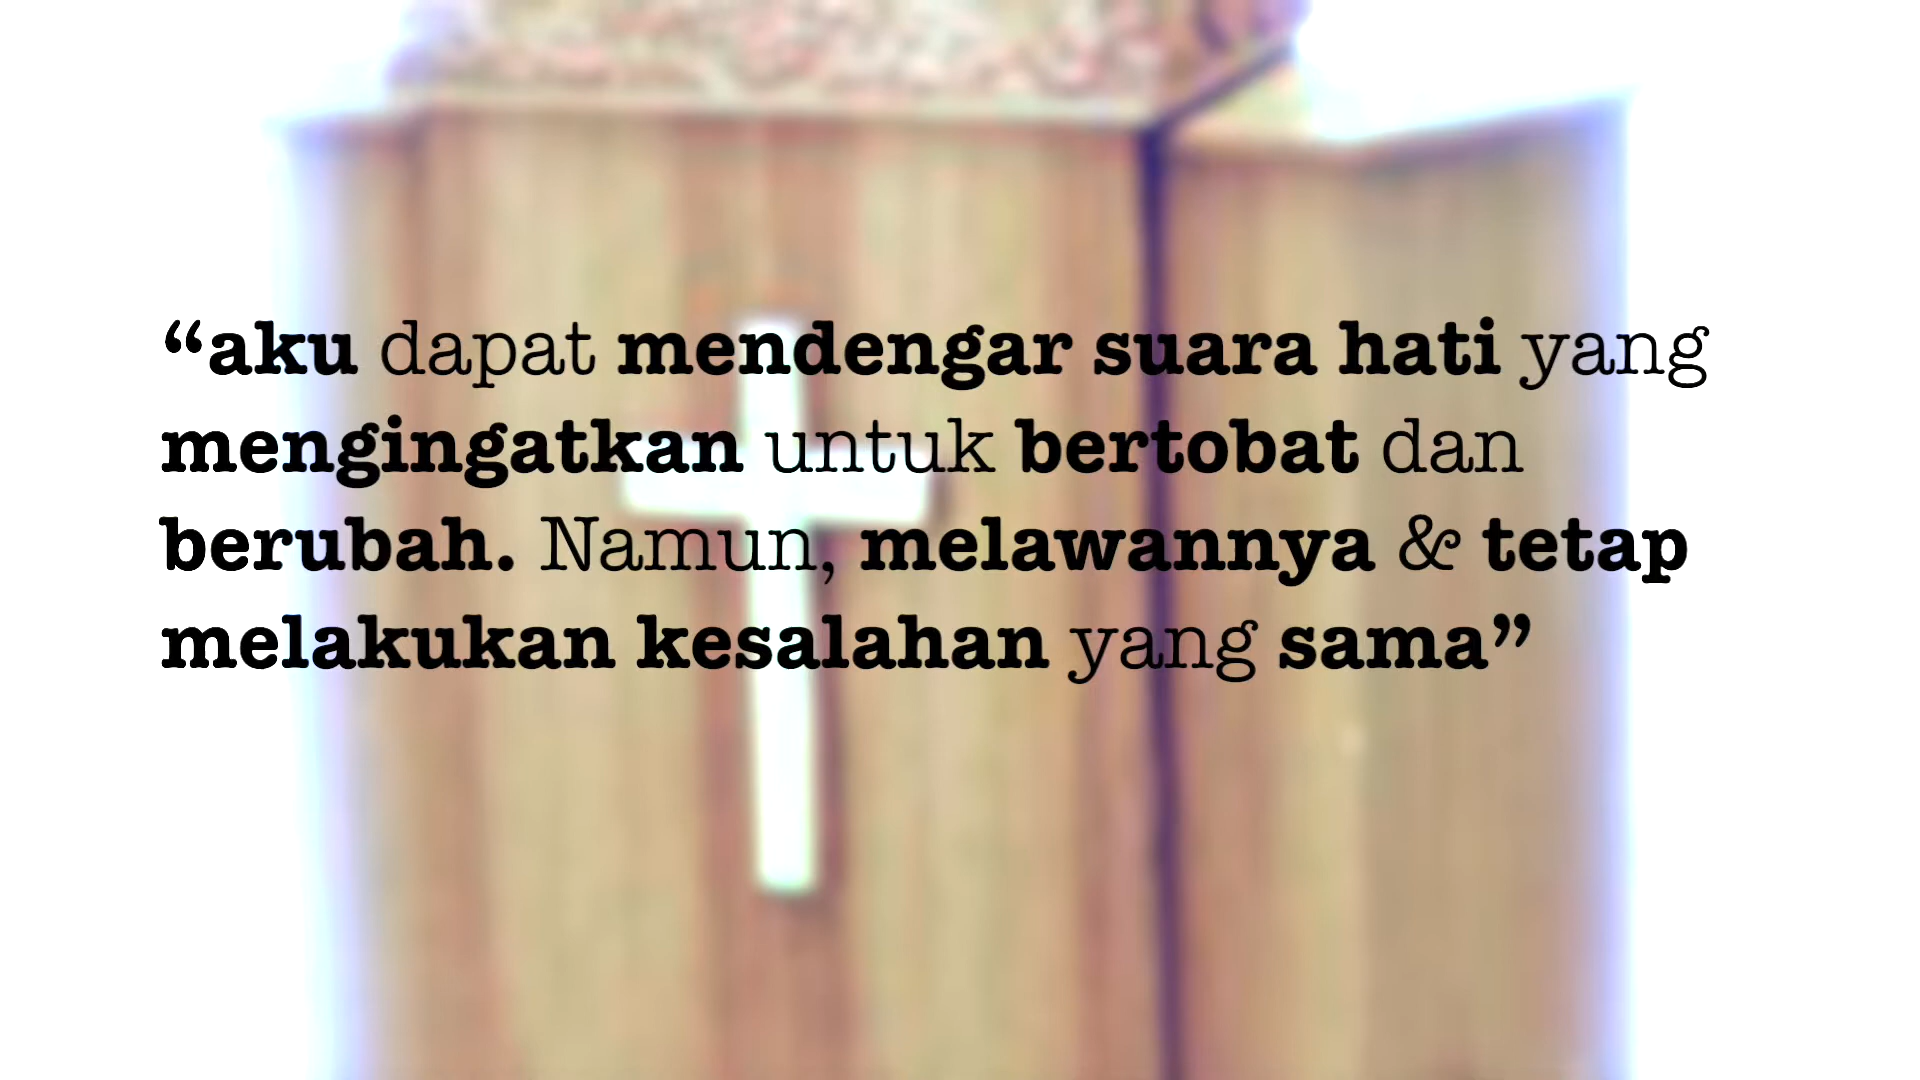 “aku dapat mendengar suara hati yang
mengingatkan untuk bertobat dan
berubah. Namun, melawannya & tetap
melakukan kesalahan yang sama”